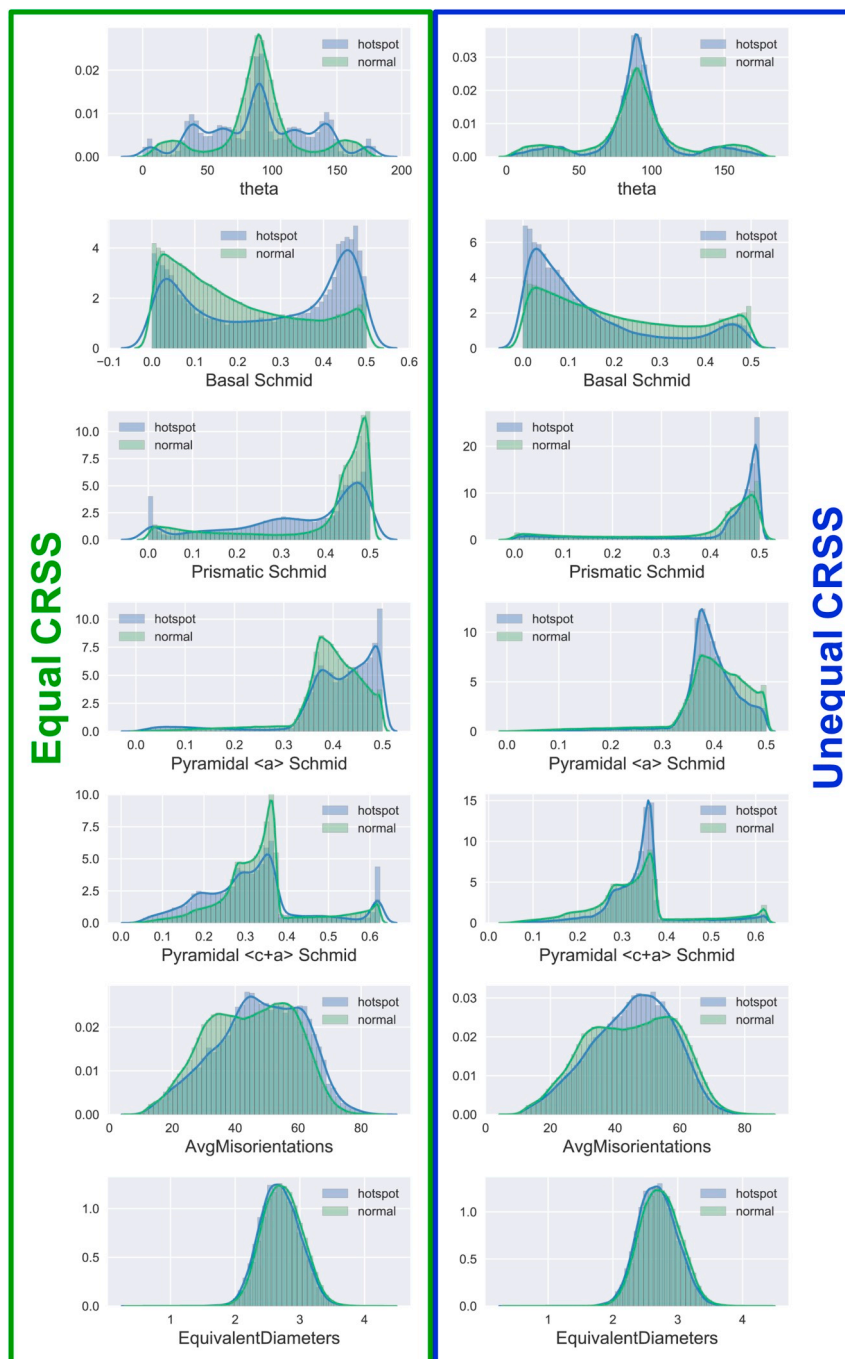 Equal CRSS
hotspot
normal
0.02
0.01
0.00
0 50 100 150 200
theta
hotspot
normal
4
2
0
−0.1 0.0 0.1 0.2 0.3 0.4 0.5 0.6
Basal Schmid
hotspot
normal
10.0
7.5
5.0
2.5
0.0
0.0 0.1 0.2 0.3 0.4 0.5
Prismatic Schmid
hotspot
normal
10.0
7.5
5.0
2.5
0.0
0.0 0.1 0.2 0.3 0.4 0.5
Pyramidal <a> Schmid
hotspot
normal
10.0
7.5
5.0
2.5
0.0
0.0 0.1 0.2 0.3 0.4 0.5 0.6
Pyramidal <c+a> Schmid
hotspot
normal
0.02
0.01
0.00
0 20 40 60 80
AvgMisorientations
hotspot
normal
1.0
0.5
0.0
1 2 3 4
EquivalentDiameters
Unequal CRSS
hotspot
normal
0.03
0.02
0.01
0.00
0 50 100 150
theta
hotspot
normal
6
4
2
0
0.0 0.1 0.2 0.3 0.4 0.5
Basal Schmid
hotspot
normal
20
10
0
0.0 0.1 0.2 0.3 0.4 0.5
Prismatic Schmid
hotspot
normal
10
5
0
0.0 0.1 0.2 0.3 0.4 0.5
Pyramidal <a> Schmid
hotspot
normal
15
10
5
0
0.0 0.1 0.2 0.3 0.4 0.5 0.6
Pyramidal <c+a> Schmid
hotspot
normal
0.03
0.02
0.01
0.00
0 20 40 60 80
AvgMisorientations
hotspot
normal
1.0
0.5
0.0
1 2 3 4
EquivalentDiameters